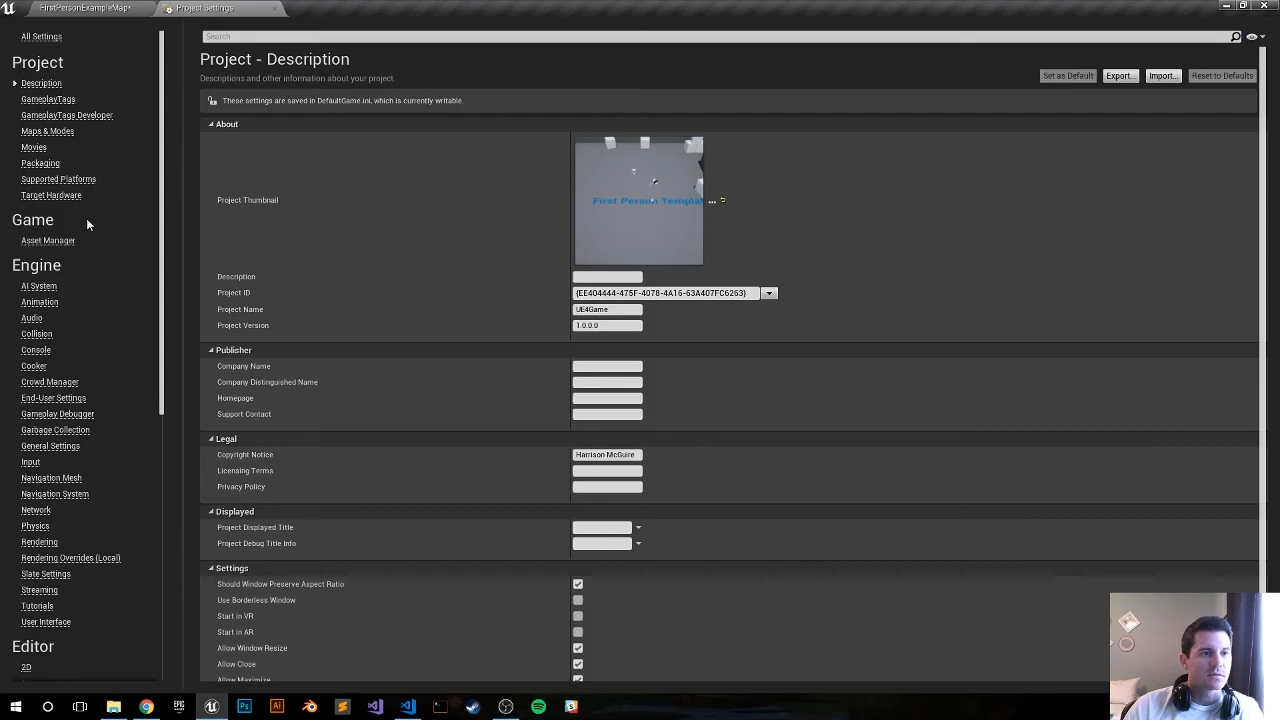 FirstPersonExampleMap*
Project Settings
All Settings
Project
Description
GameplayTags
GameplayTags Developer
Maps & Modes
Movies
Packaging
Supported Platforms
Target Hardware
Game
Asset Manager
Engine
AI System
Animation
Audio
Collision
Console
Cooker
Crowd Manager
End-User Settings
Gameplay Debugger
Garbage Collection
General Settings
Input
Navigation Mesh
Navigation System
Network
Physics
Rendering
Rendering Overrides (Local)
Slate Settings
Streaming
Tutorials
User Interface
Editor
2D
Search
Project - Description
Descriptions and other information about your project.
Set as Default
Export...
Import...
Reset to Defaults
These settings are saved in DefaultGame.ini, which is currently writable.
About
Project Thumbnail
First Person Templat
Description
Project ID
{EE4D4444-475F-4078-4A16-63A407FC6263}
Project Name
UE4Game
Project Version
1.0.0.0
Publisher
Company Name
Company Distinguished Name
Homepage
Support Contact
Legal
Copyright Notice
Harrison McGuire
Licensing Terms
Privacy Policy
Displayed
Project Displayed Title
Project Debug Title Info
Settings
Should Window Preserve Aspect Ratio
Use Borderless Window
Start in VR
Start in AR
Allow Window Resize
Allow Close
Allow Maximize
EPIC
Ps
Ai